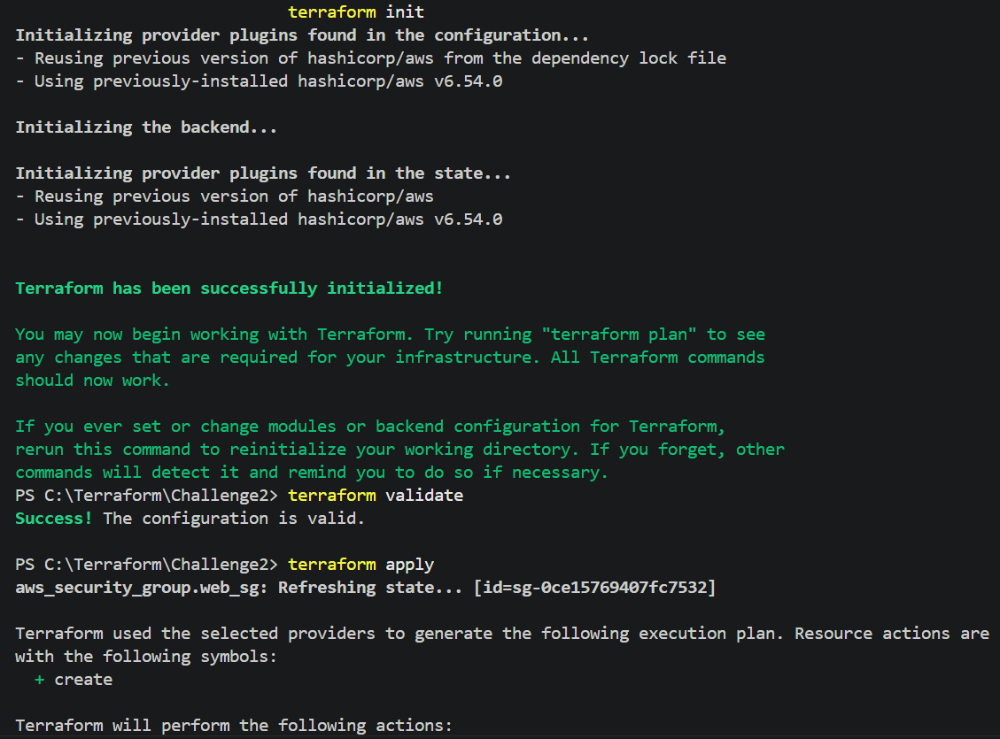 terraform init
Initializing provider plugins found in the configuration...
- Reusing previous version of hashicorp/aws from the dependency lock file
- Using previously-installed hashicorp/aws v6.54.0
Initializing the backend...
Initializing provider plugins found in the state...
- Reusing previous version of hashicorp/aws
- Using previously-installed hashicorp/aws v6.54.0
Terraform has been successfully initialized!
You may now begin working with Terraform. Try running "terraform plan" to see
any changes that are required for your infrastructure. All Terraform commands
should now work.
If you ever set or change modules or backend configuration for Terraform,
rerun this command to reinitialize your working directory. If you forget, other
commands will detect it and remind you to do so if necessary.
PS C:\Terraform\Challenge2> terraform validate
Success! The configuration is valid.
PS C:\Terraform\Challenge2> terraform apply
aws_security_group.web_sg: Refreshing state... [id=sg-0ce15769407fc7532]
Terraform used the selected providers to generate the following execution plan. Resource actions are
with the following symbols:
+ create
Terraform will perform the following actions: